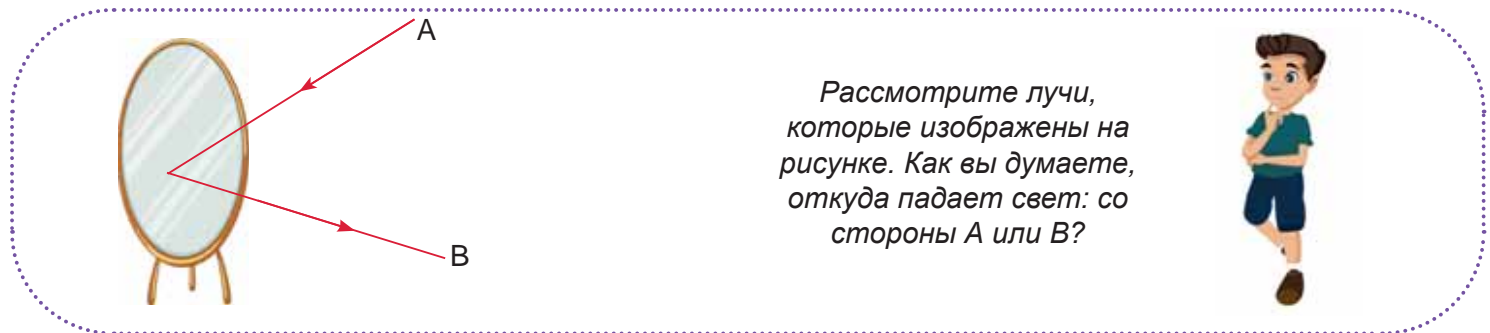 A
B
Рассмотрите лучи,
которые изображены на
рисунке. Как вы думаете,
откуда падает свет: со
стороны А или В?